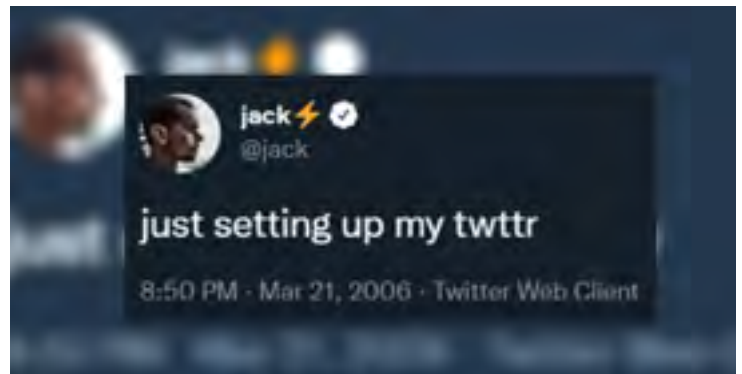 jack⚡
@jack
just setting up my twttr
8:50 PM · Mar 21, 2006 · Twitter Web Client